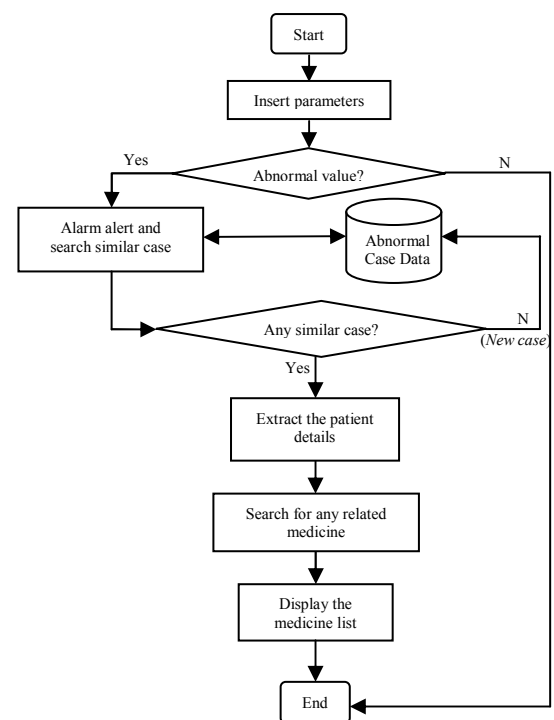 Start
Insert parameters
Yes
N
Abnormal value?
Alarm alert and
search similar case
Abnormal
Case Data
Any similar case?
N
(New case)
Yes
Extract the patient
details
Search for any related
medicine
Display the
medicine list
End